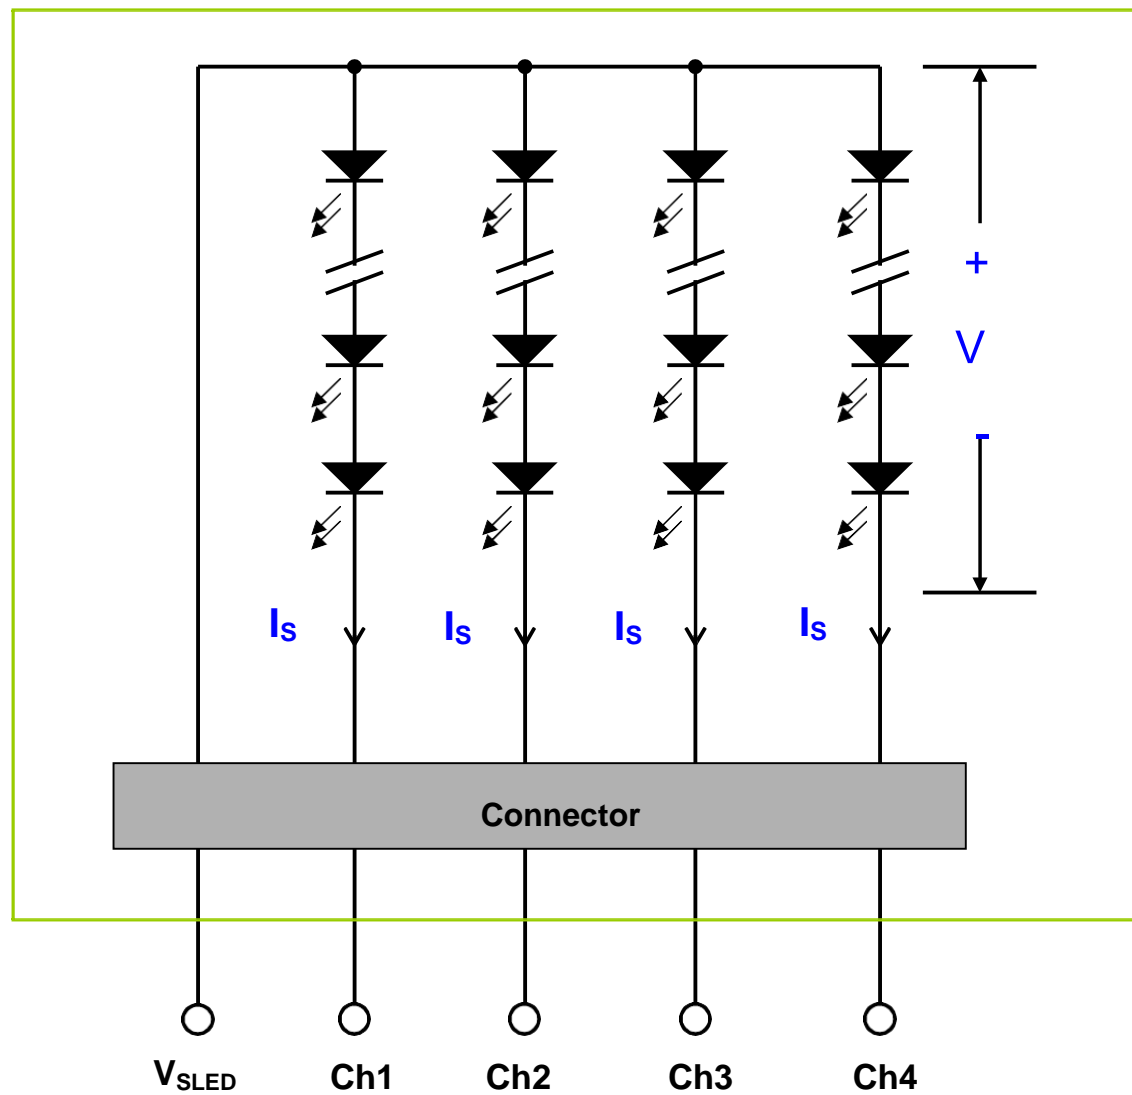 +
V
-
IS IS IS IS
Connector
VSLED Ch1 Ch2 Ch3 Ch4